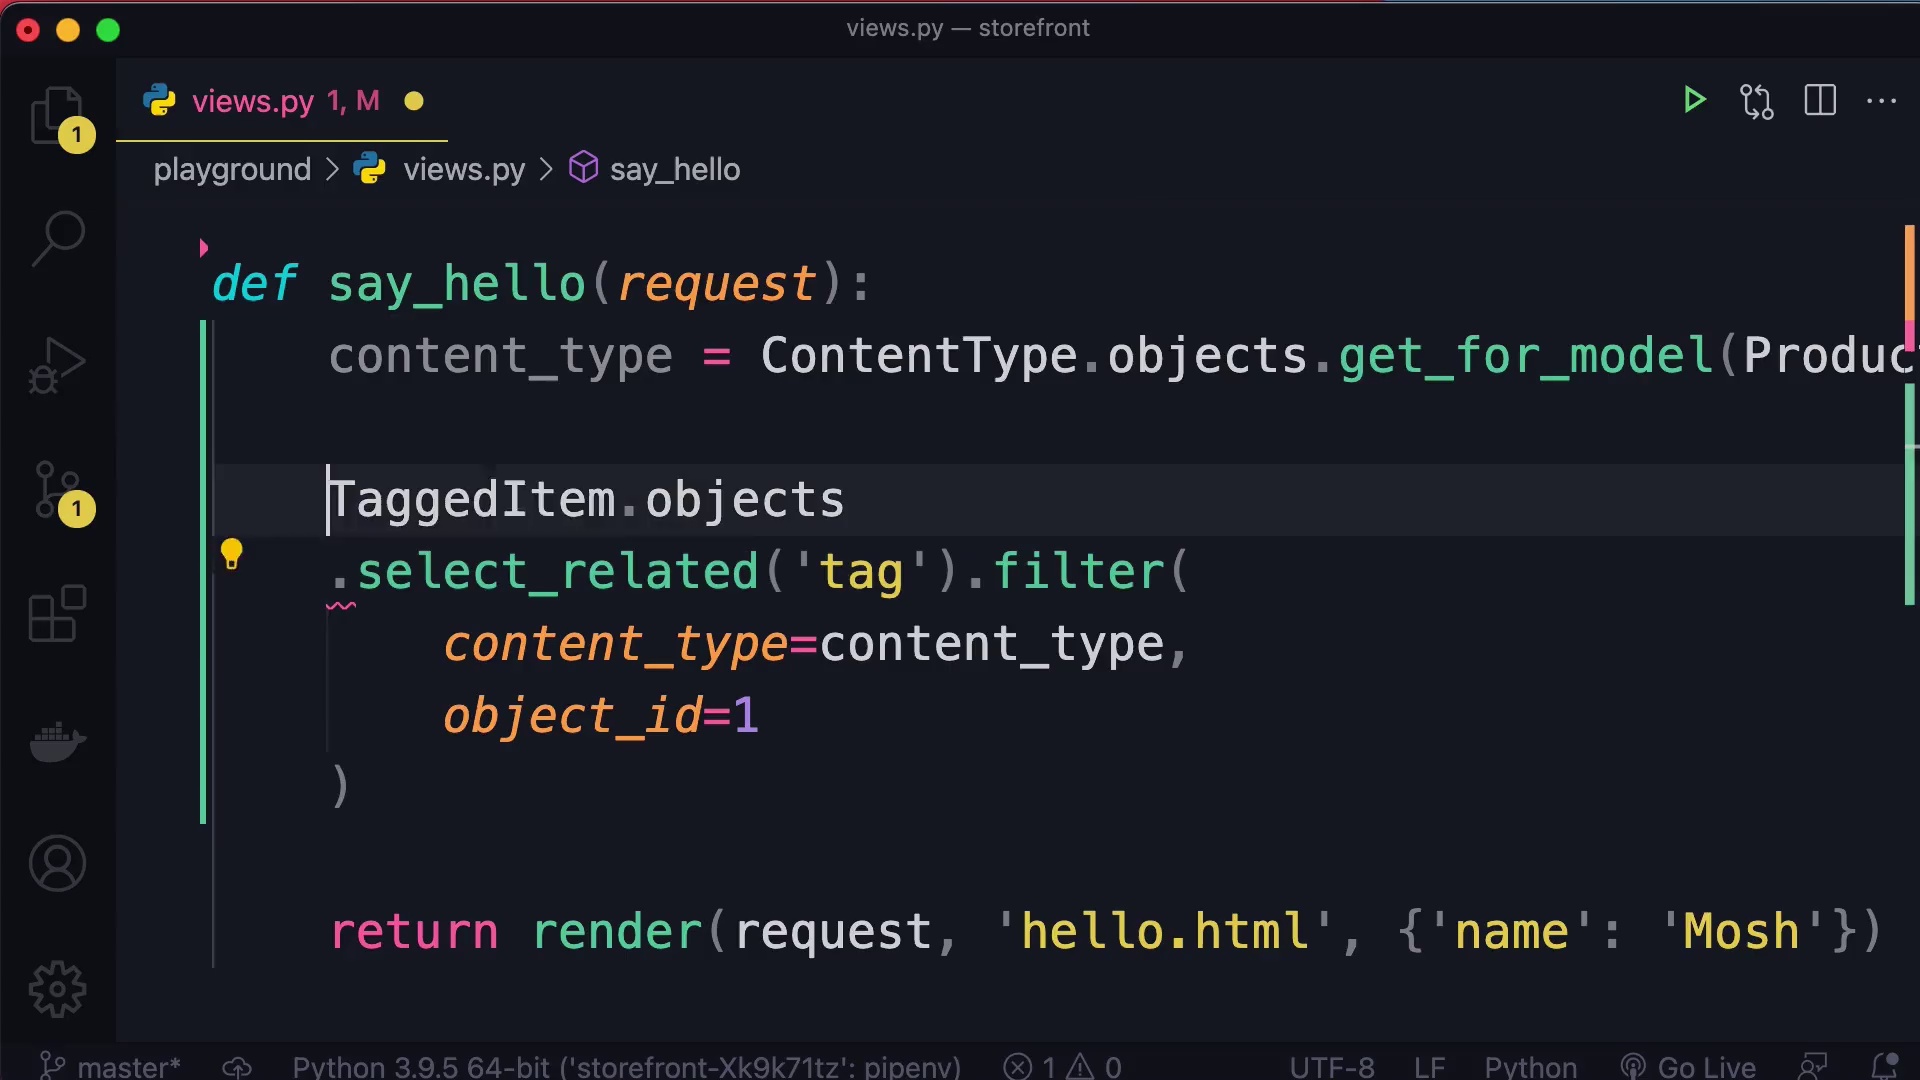 views.py — storefront
views.py 1, M
1
playground > views.py > say_hello
def say_hello(request):
content_type = ContentType.objects.get_for_model(Produc
TaggedItem.objects
1
.select_related('tag').filter(
content_type=content_type,
object_id=1
)
return render(request, 'hello.html', {'name': 'Mosh'})
master* Python 3.9.5 64-bit ('storefront-Xk9k71tz': pipenv) 1 0 UTF-8 LF Python Go Live